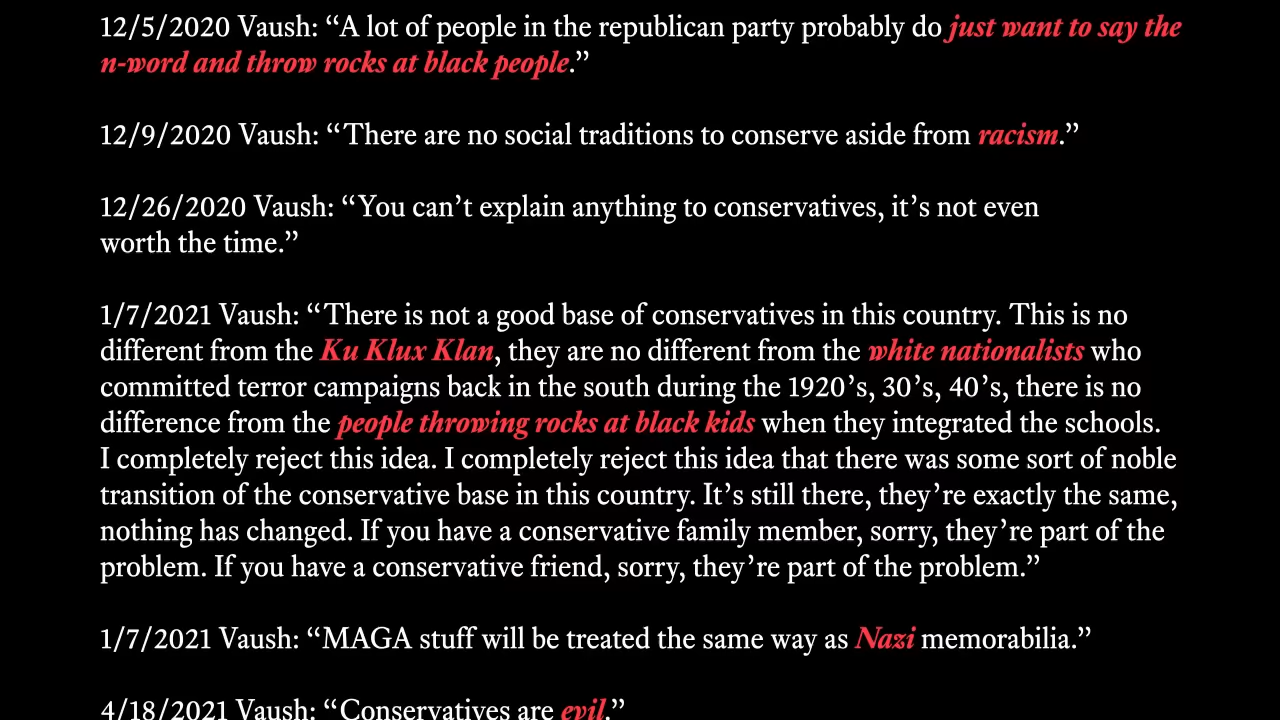 12/5/2020 Vaush: “A lot of people in the republican party probably do just want to say the
n-word and throw rocks at black people.”
12/9/2020 Vaush: “There are no social traditions to conserve aside from racism.”
12/26/2020 Vaush: “You can’t explain anything to conservatives, it’s not even
worth the time.”
1/7/2021 Vaush: “There is not a good base of conservatives in this country. This is no
different from the Ku Klux Klan, they are no different from the white nationalists who
committed terror campaigns back in the south during the 1920’s, 30’s, 40’s, there is no
difference from the people throwing rocks at black kids when they integrated the schools.
I completely reject this idea. I completely reject this idea that there was some sort of noble
transition of the conservative base in this country. It’s still there, they’re exactly the same,
nothing has changed. If you have a conservative family member, sorry, they’re part of the
problem. If you have a conservative friend, sorry, they’re part of the problem.”
1/7/2021 Vaush: “MAGA stuff will be treated the same way as Nazi memorabilia.”
4/18/2021 Vaush: “Conservatives are evil.”